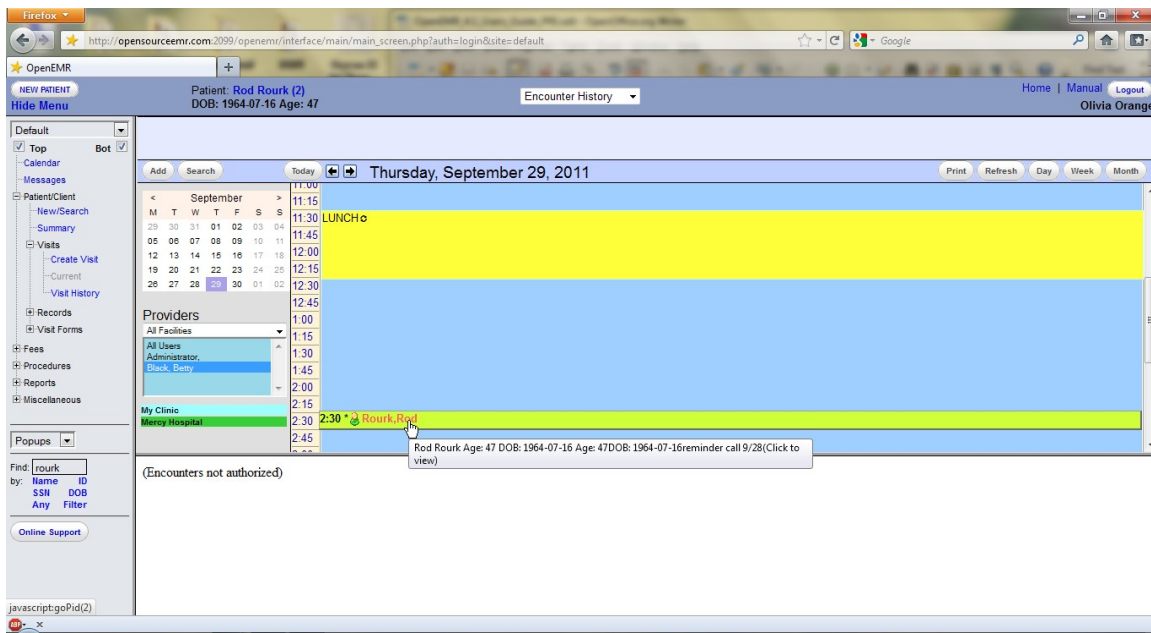 Firefox
http://opensourceemr.com:2099/openemr/interface/main/main_screen.php?auth=login&site=default
Google
OpenEMR
NEW PATIENT
Hide Menu
Patient: Rod Rourk (2)
DOB: 1964-07-16 Age: 47
Encounter History
Home | Manual Logout
Olivia Orange
Default
Top Bot
Calendar
Messages
Patient/Client
New/Search
Summary
Visits
Create Visit
Current
Visit History
Records
Visit Forms
Fees
Procedures
Reports
Miscellaneous
Popups
Find: rourk
by: Name ID
SSN DOB
Any Filter
Online Support
javascript:goPid(2)
ABP x
Add Search Today Thursday, September 29, 2011 Print Refresh Day Week Month
< September >
M T W T F S S
29 30 31 01 02 03 04
05 06 07 08 09 10 11
12 13 14 15 16 17 18
19 20 21 22 23 24 25
26 27 28 29 30 01 02
Providers
All Facilities
All Users
Administrator,
Black, Betty
My Clinic
Mercy Hospital
11:00
11:15
11:30 LUNCH
11:45
12:00
12:15
12:30
12:45
1:00
1:15
1:30
1:45
2:00
2:15
2:30 2:30 * Rourk,Rod
2:45
Rod Rourk Age: 47 DOB: 1964-07-16 Age: 47DOB: 1964-07-16reminder call 9/28(Click to
view)
(Encounters not authorized)